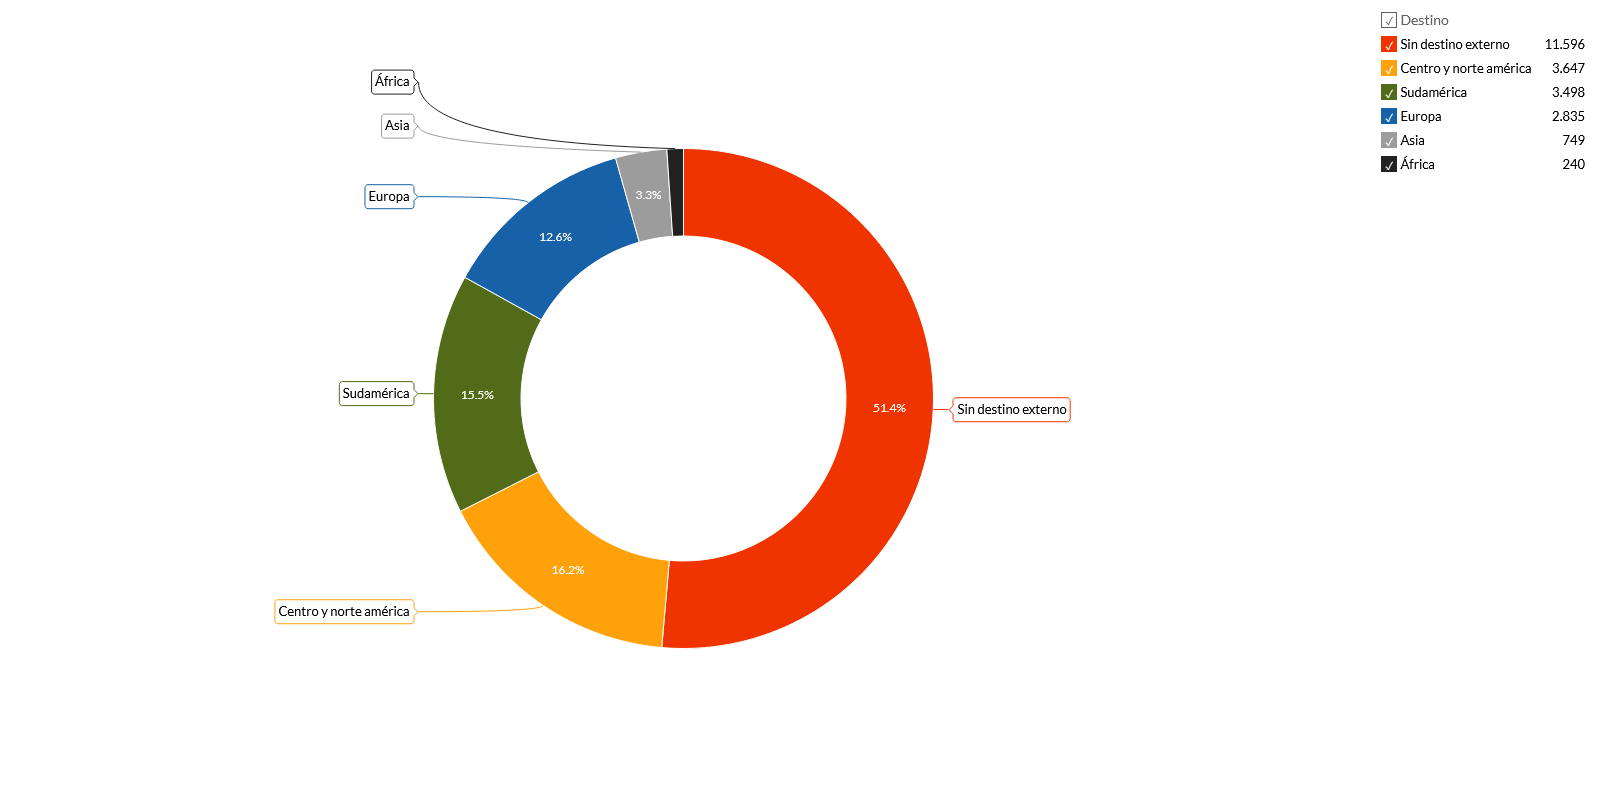 Destino
Sin destino externo 11.596
Centro y norte américa 3.647
Sudamérica 3.498
Europa 2.835
Asia 749
África 240
África
Asia
Europa
3.3%
12.6%
Sudamérica
15.5%
51.4%
Sin destino externo
16.2%
Centro y norte américa